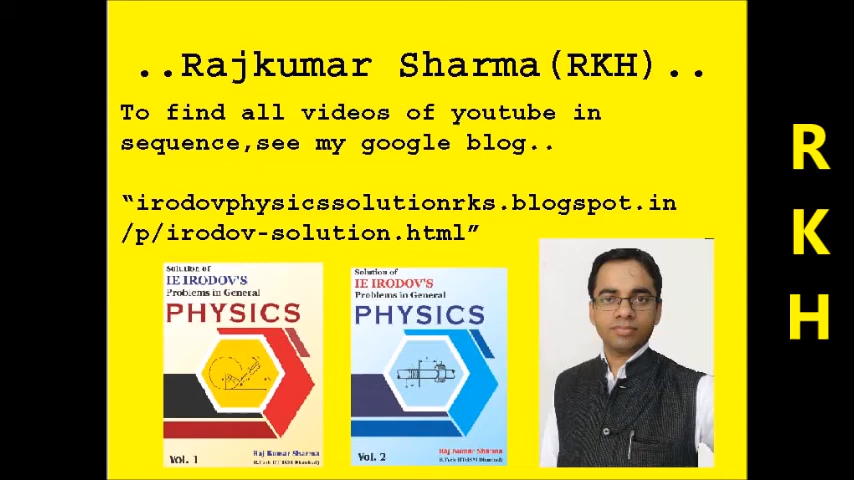 ..Rajkumar Sharma(RKH)..
To find all videos of youtube in
sequence,see my google blog..
“irodovphysicssolutionrks.blogspot.in
/p/irodov-solution.html”
Solution of
IE IRODOV'S
Problems in General
PHYSICS
Vol. 1
Raj Kumar Sharma
Solution of
IE IRODOV'S
Problems in General
PHYSICS
Vol. 2
Raj Kumar Sharma
R
K
H